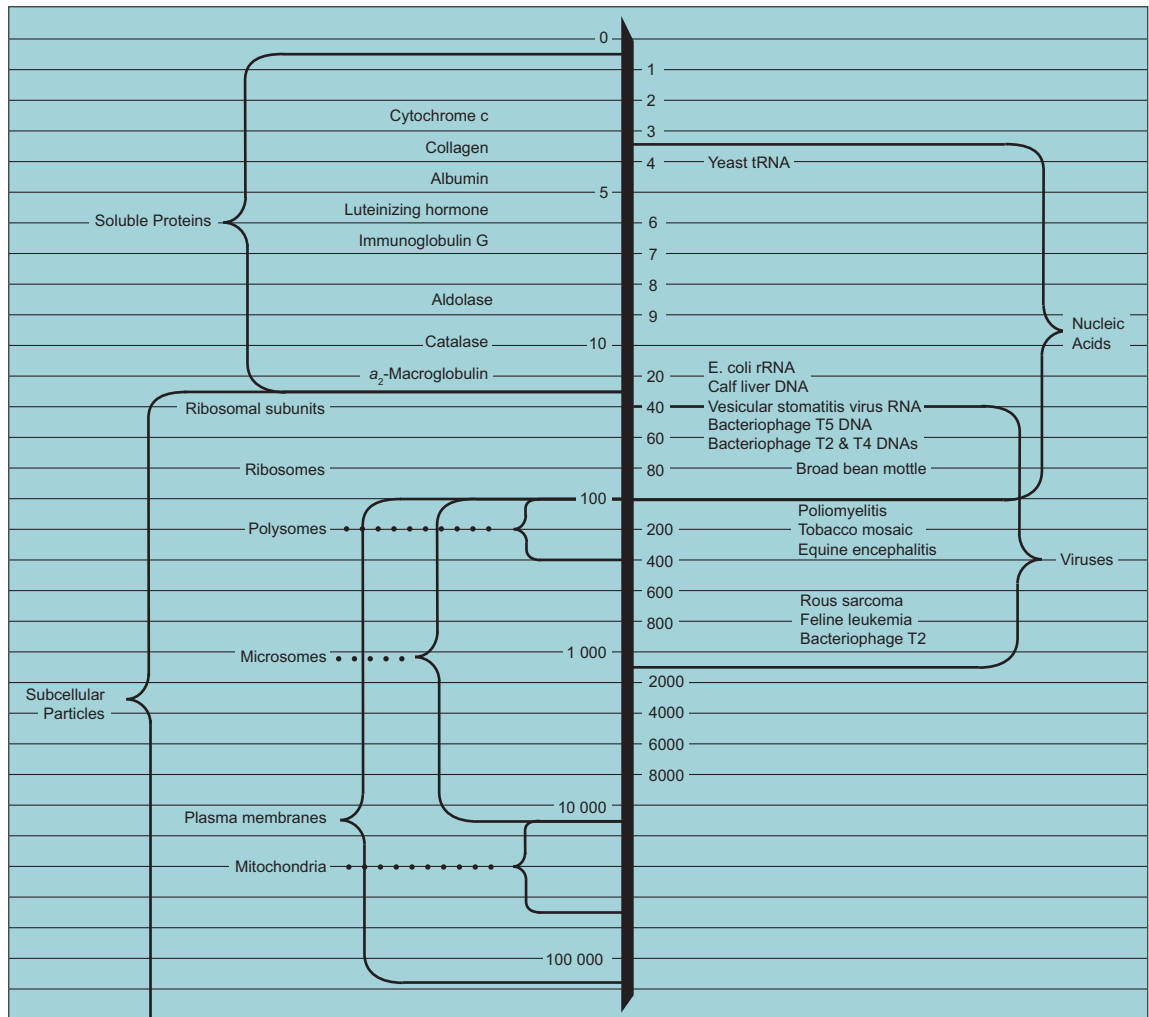 0
1
2
Cytochrome c
3
Collagen
4
Yeast tRNA
Albumin
5
Luteinizing hormone
Soluble Proteins
6
Immunoglobulin G
7
8
Aldolase
9
Nucleic
Acids
Catalase
10
a2-Macroglobulin
20
E. coli rRNA
Calf liver DNA
Ribosomal subunits
40
Vesicular stomatitis virus RNA
Bacteriophage T5 DNA
60
Bacteriophage T2 & T4 DNAs
Ribosomes
80
Broad bean mottle
100
Poliomyelitis
Polysomes
200
Tobacco mosaic
Equine encephalitis
400
Viruses
600
Rous sarcoma
800
Feline leukemia
Bacteriophage T2
Microsomes
1 000
2000
Subcellular
Particles
4000
6000
8000
10 000
Plasma membranes
Mitochondria
100 000